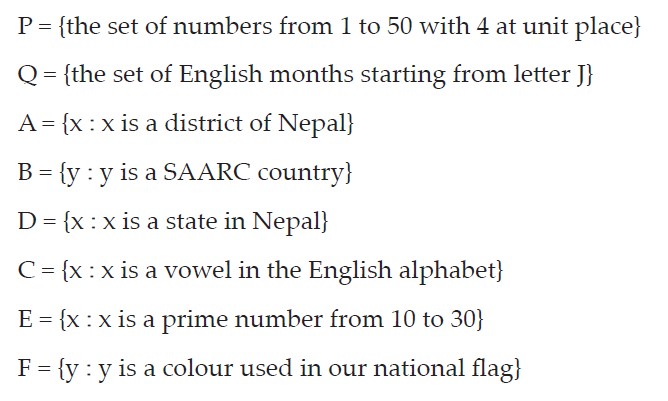 P = {the set of numbers from 1 to 50 with 4 at unit place}
Q = {the set of English months starting from letter J}
A = {x : x is a district of Nepal}
B = {y : y is a SAARC country}
D = {x : x is a state in Nepal}
C = {x : x is a vowel in the English alphabet}
E = {x : x is a prime number from 10 to 30}
F = {y : y is a colour used in our national flag}